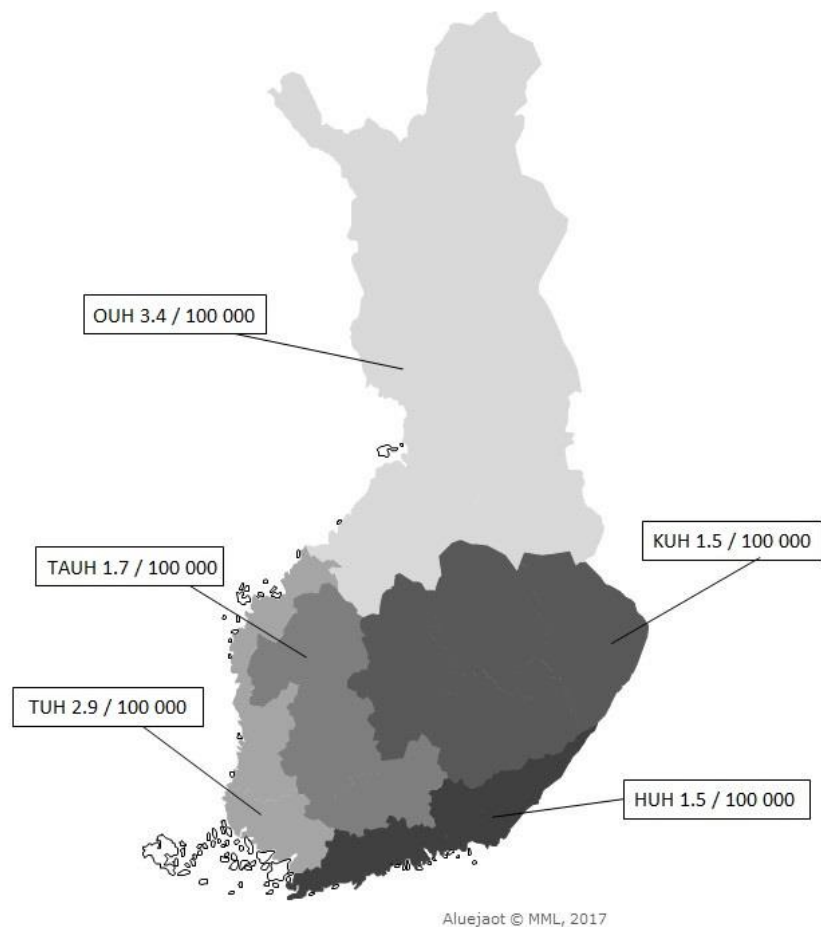 OUH 3.4 / 100 000
KUH 1.5 / 100 000
TAUH 1.7 / 100 000
TUH 2.9 / 100 000
HUH 1.5 / 100 000
Aluejaot © MML, 2017